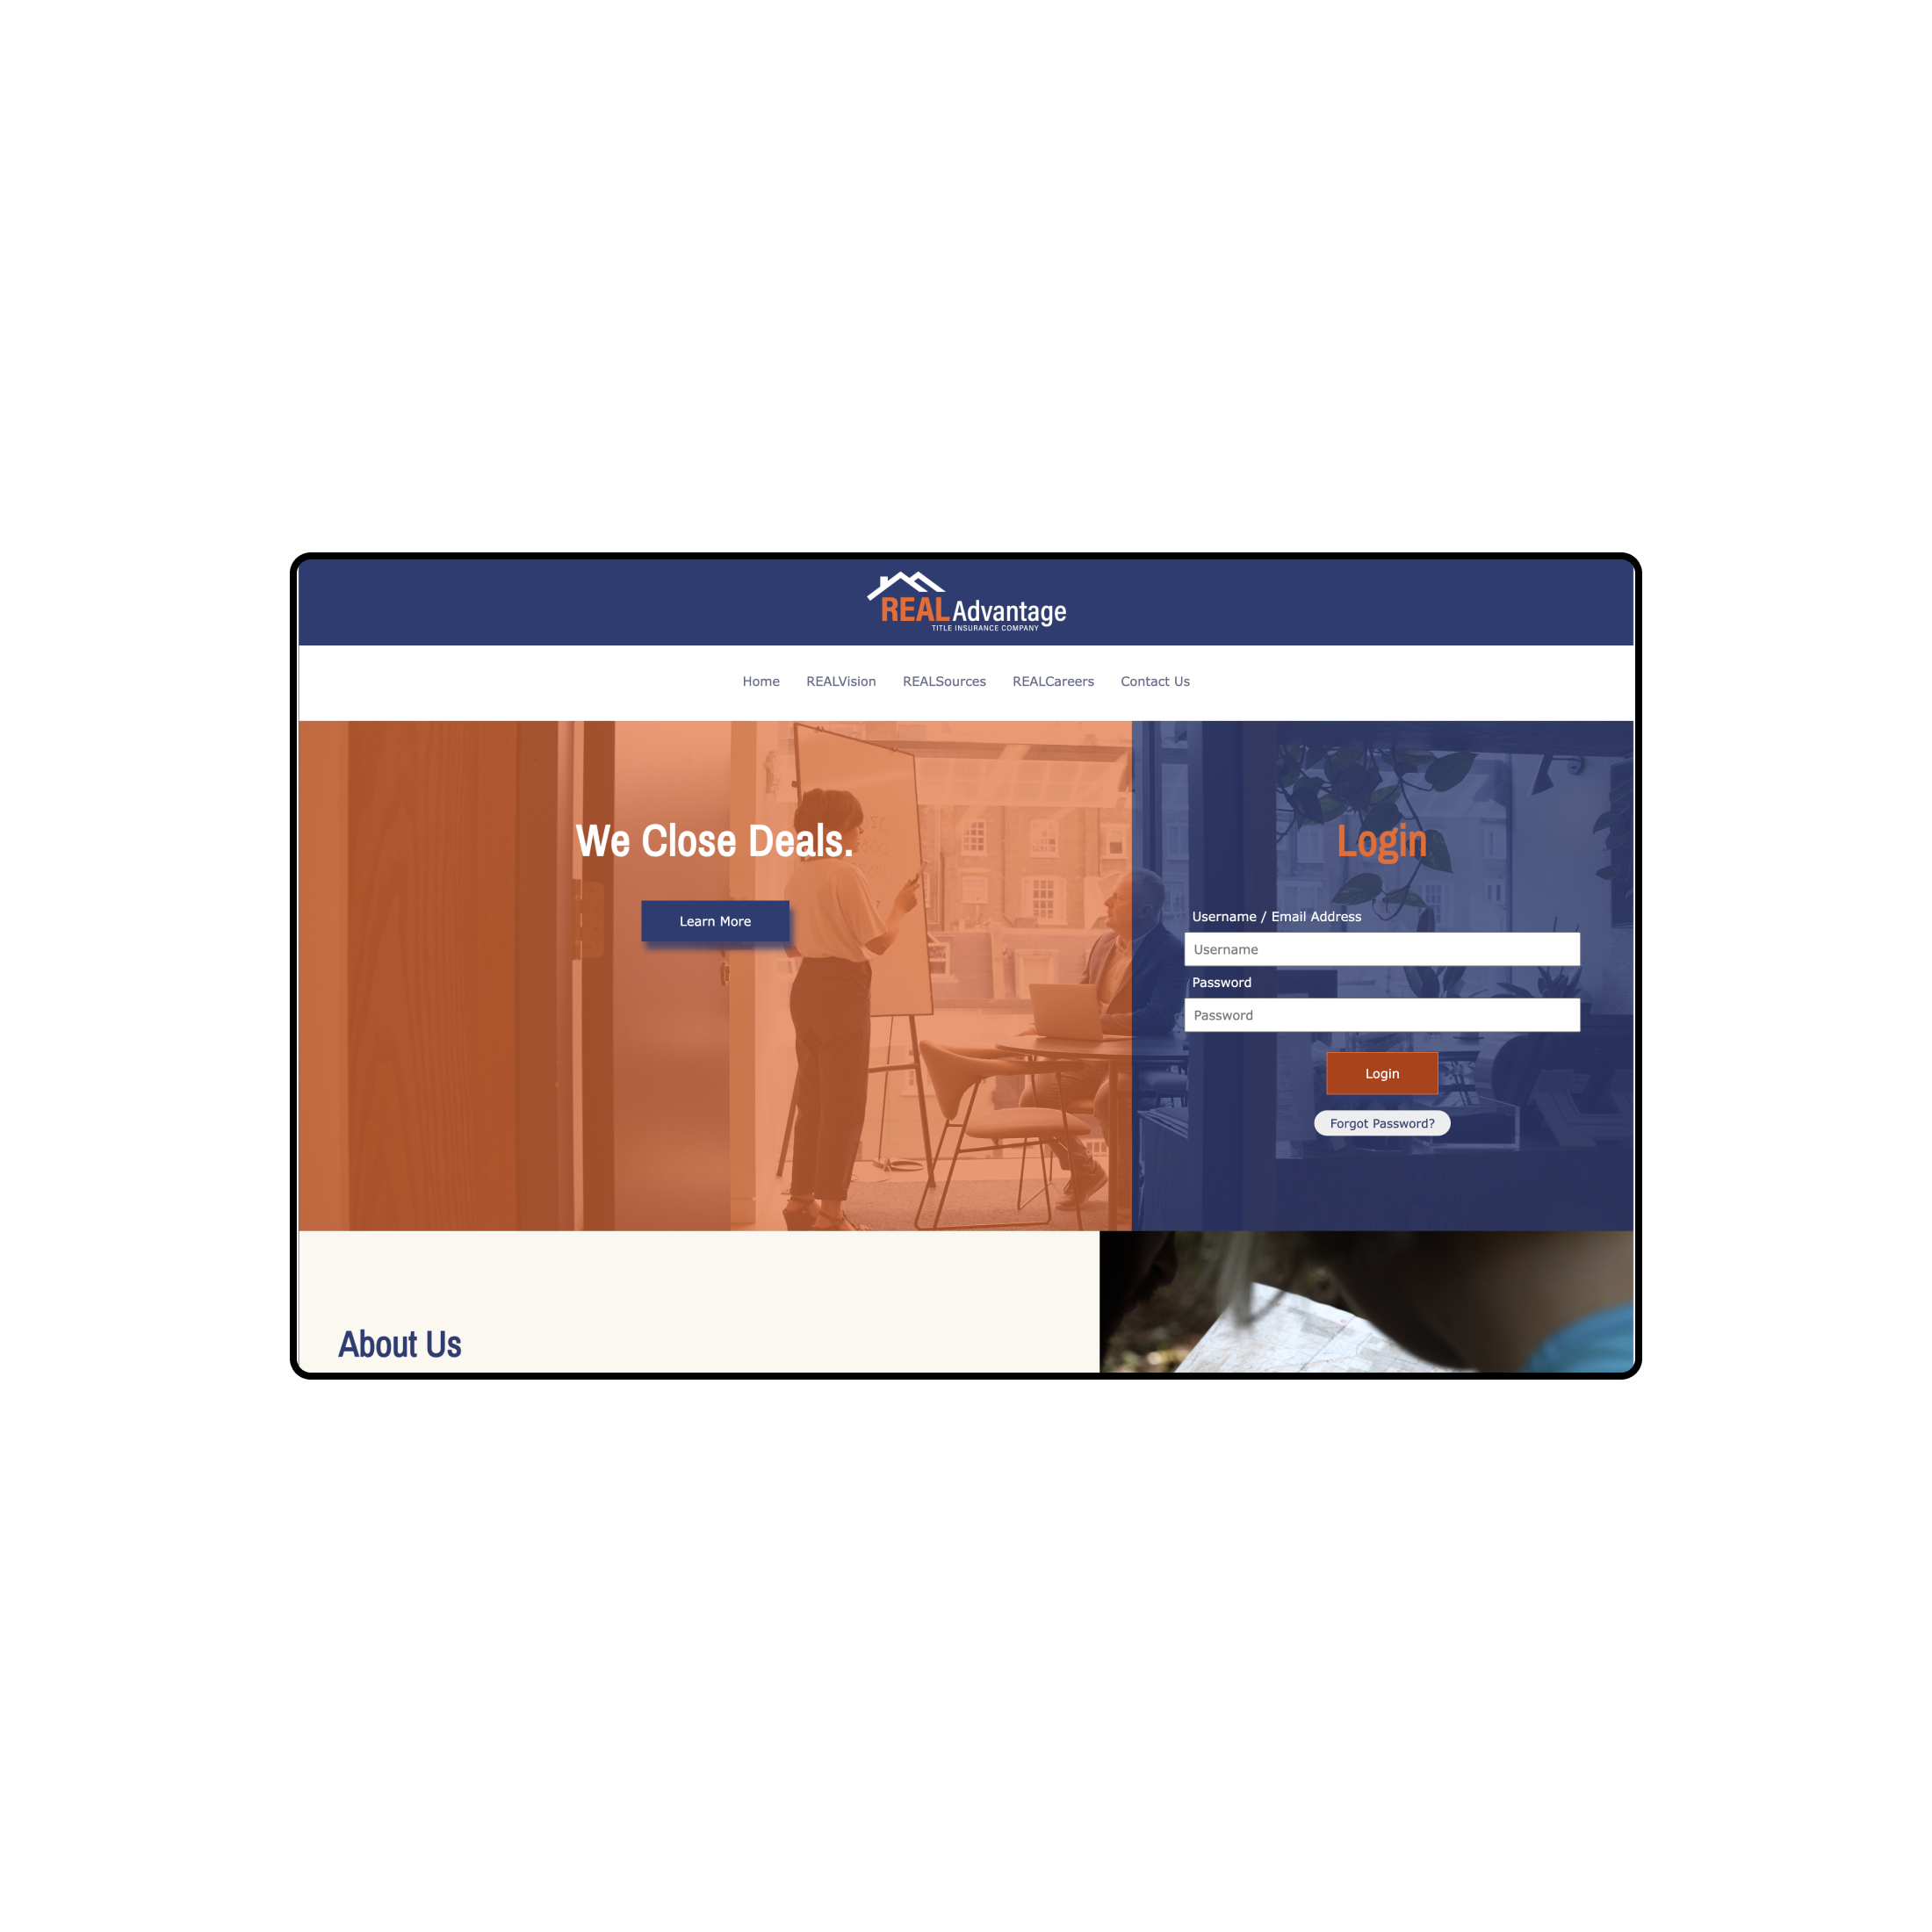 REAL Advantage
TITLE INSURANCE COMPANY
Home REALVision REALSources REALCareers Contact Us
We Close Deals.
Learn More
Login
Username / Email Address
Username
Password
Password
Login
Forgot Password?
About Us